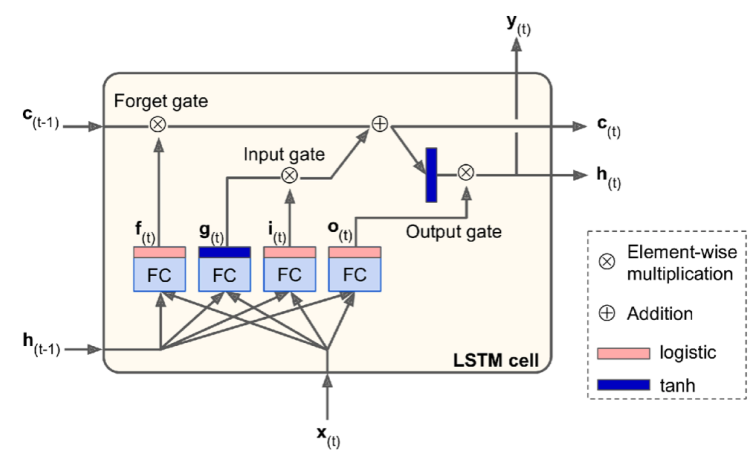 y(t)
Forget gate
c(t-1)
⊗
⊕
c(t)
Input gate
⊗
⊗
h(t)
f(t)
g(t)
i(t)
o(t)
Output gate
FC
FC
FC
FC
h(t-1)
LSTM cell
x(t)
⊗ Element-wise
multiplication
⊕ Addition
logistic
tanh